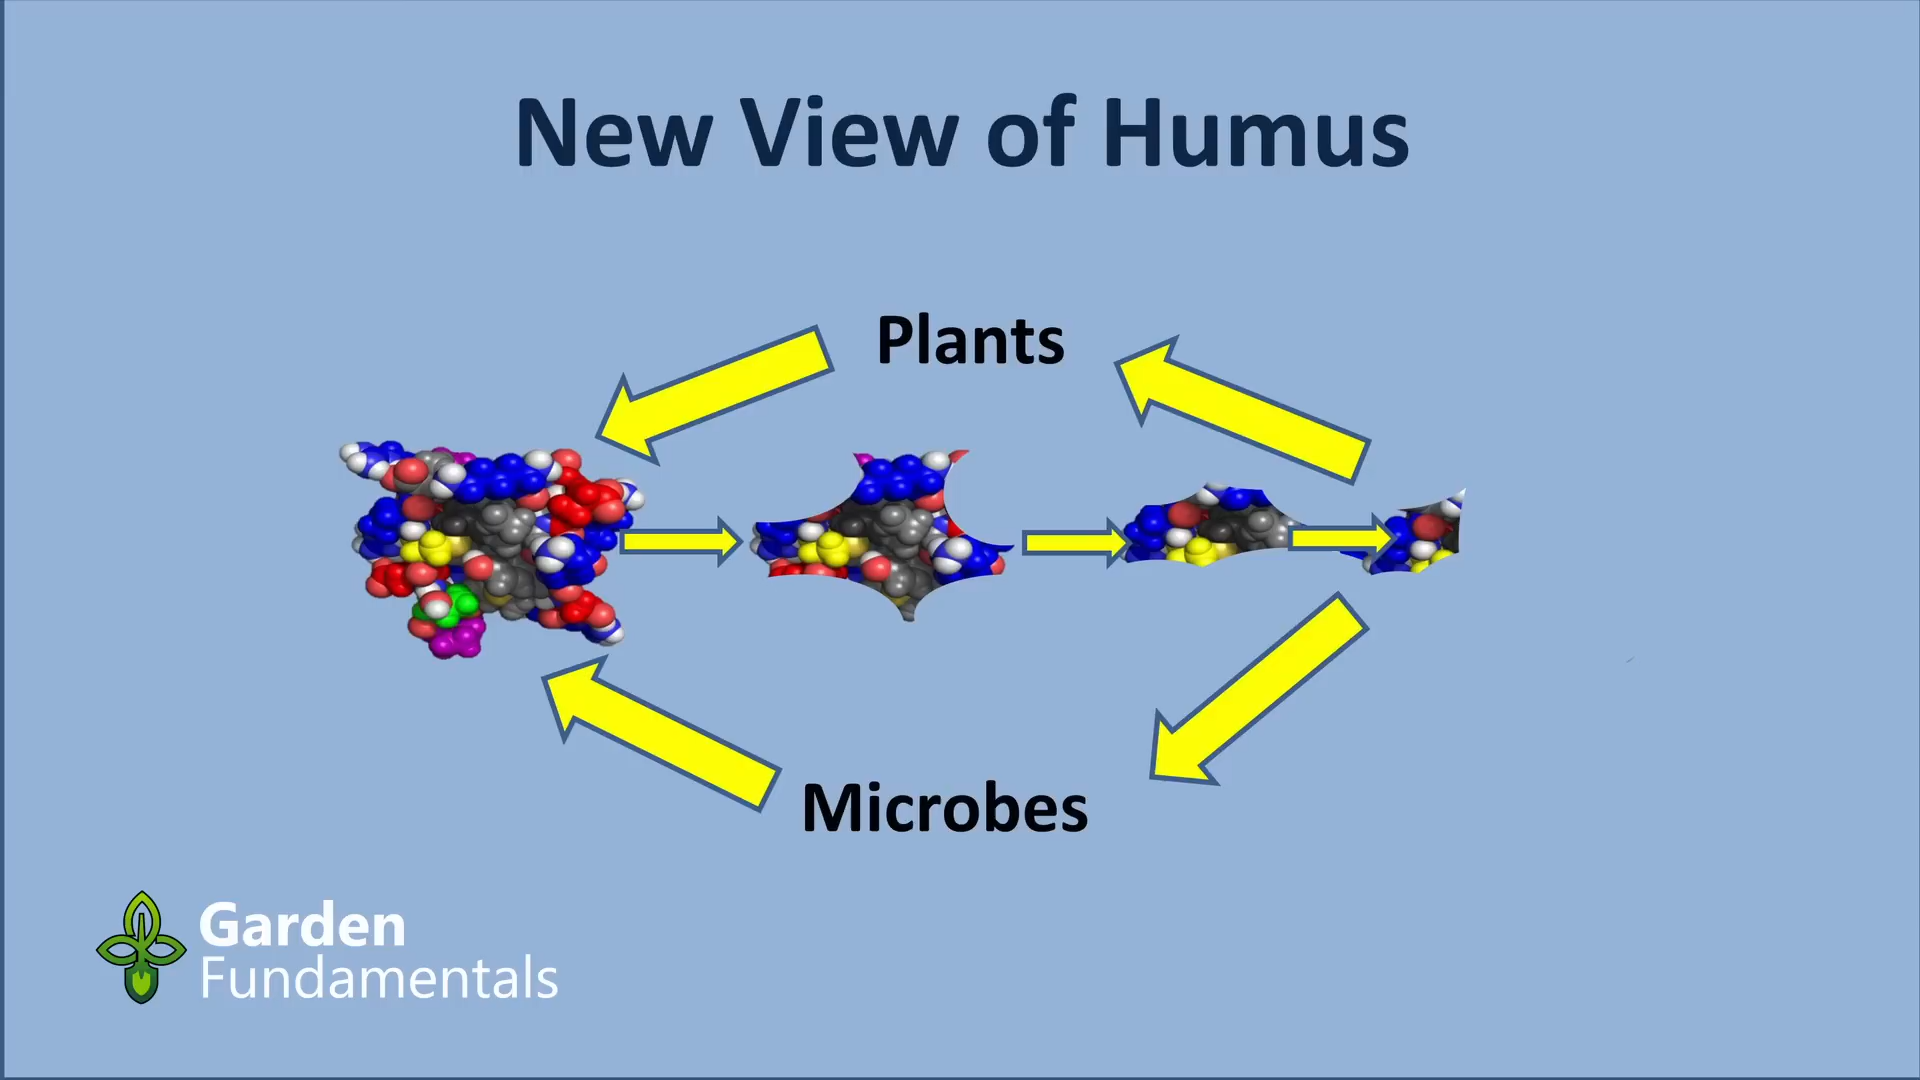 New View of Humus
Plants
Microbes
Garden
Fundamentals